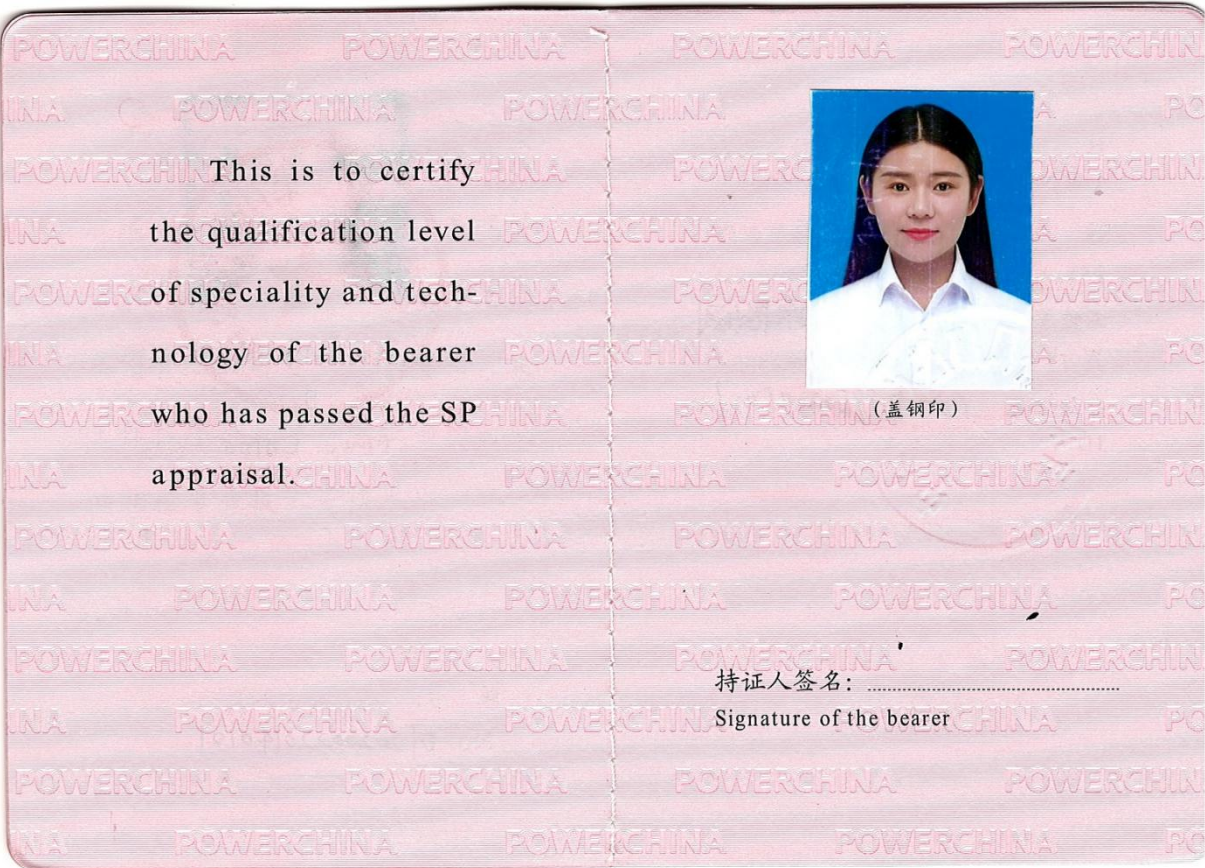 This is to certify
the qualification level
of speciality and tech-
nology of the bearer
who has passed the SP
appraisal.
(盖钢印)
持证人签名:
Signature of the bearer
POWERCHINA